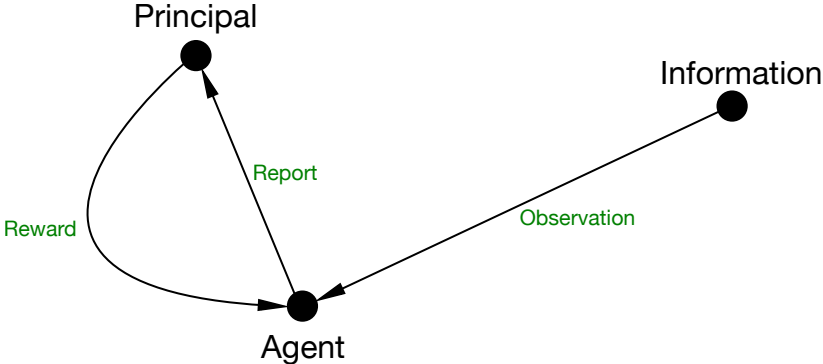 Principal
Information
Report
Observation
Reward
Agent